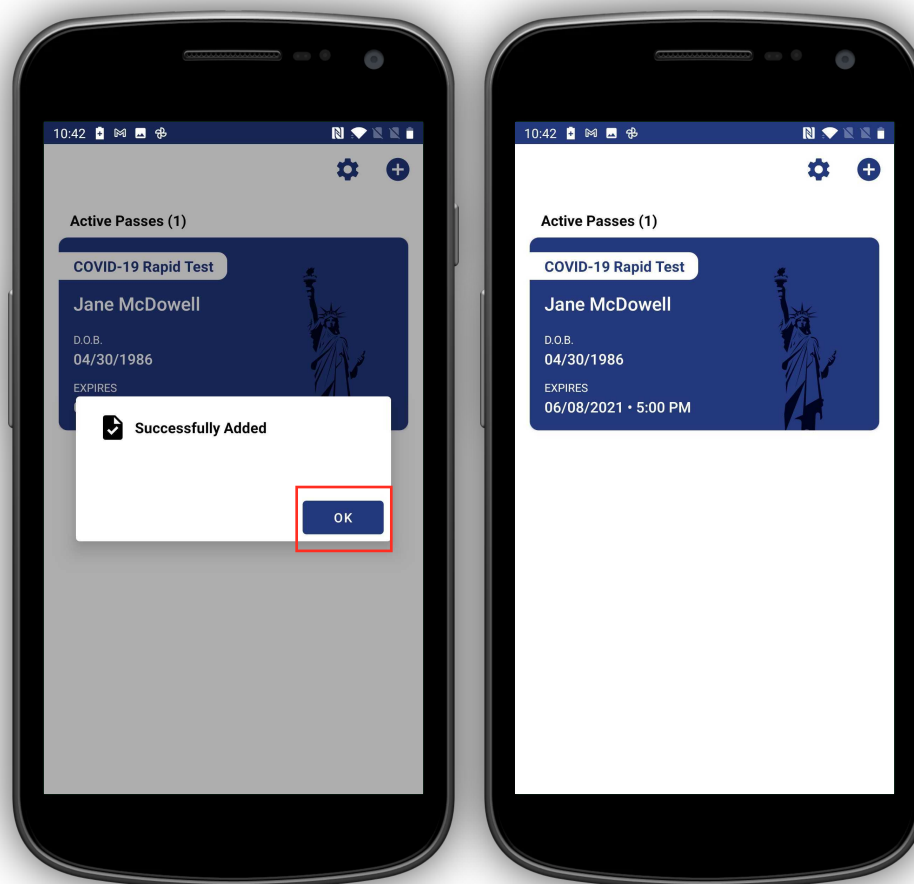 10:42
Active Passes (1)
COVID-19 Rapid Test
Jane McDowell
D.O.B.
04/30/1986
EXPIRES
Successfully Added
OK
10:42
Active Passes (1)
COVID-19 Rapid Test
Jane McDowell
D.O.B.
04/30/1986
EXPIRES
06/08/2021 • 5:00 PM